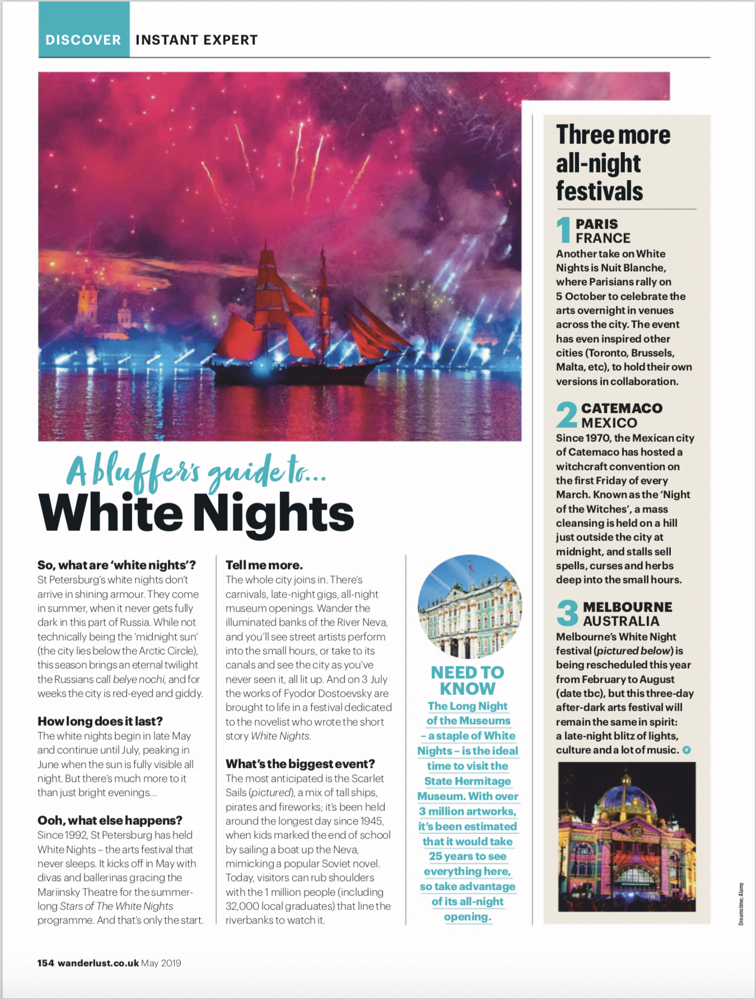 DISCOVER INSTANT EXPERT
A bluffer's guide to...
White Nights
So, what are ‘white nights’?
St Petersburg’s white nights don’t
arrive in shining armour. They come
in summer, when it never gets fully
dark in this part of Russia. While not
technically being the ‘midnight sun’
(the city lies below the Arctic Circle),
this season brings an eternal twilight
the Russians call belye nochi, and for
weeks the city is red-eyed and giddy.
How long does it last?
The white nights begin in late May
and continue until July, peaking in
June when the sun is fully visible all
night. But there’s much more to it
than just bright evenings...
Ooh, what else happens?
Since 1992, St Petersburg has held
White Nights – the arts festival that
never sleeps. It kicks off in May with
divas and ballerinas gracing the
Mariinsky Theatre for the summer-
long Stars of The White Nights
programme. And that’s only the start.
Tell me more.
The whole city joins in. There’s
carnivals, late-night gigs, all-night
museum openings. Wander the
illuminated banks of the River Neva,
and you’ll see street artists perform
into the small hours, or take to its
canals and see the city as you’ve
never seen it, all lit up. And on 3 July
the works of Fyodor Dostoevsky are
brought to life in a festival dedicated
to the novelist who wrote the short
story White Nights.
What’s the biggest event?
The most anticipated is the Scarlet
Sails (pictured), a mix of tall ships,
pirates and fireworks; it’s been held
around the longest day since 1945,
when kids marked the end of school
by sailing a boat up the Neva,
mimicking a popular Soviet novel.
Today, visitors can rub shoulders
with the 1 million people (including
32,000 local graduates) that line the
riverbanks to watch it.
NEED TO
KNOW
The Long Night
of the Museums
– a staple of White
Nights – is the ideal
time to visit the
State Hermitage
Museum. With over
3 million artworks,
it’s been estimated
that it would take
25 years to see
everything here,
so take advantage
of its all-night
opening.
Three more
all-night
festivals
1 PARIS
FRANCE
Another take on White
Nights is Nuit Blanche,
where Parisians rally on
5 October to celebrate the
arts overnight in venues
across the city. The event
has even inspired other
cities (Toronto, Brussels,
Malta, etc), to hold their own
versions in collaboration.
2 CATEMACO
MEXICO
Since 1970, the Mexican city
of Catemaco has hosted a
witchcraft convention on
the first Friday of every
March. Known as the ‘Night
of the Witches’, a mass
cleansing is held on a hill
just outside the city at
midnight, and stalls sell
spells, curses and herbs
deep into the small hours.
3 MELBOURNE
AUSTRALIA
Melbourne’s White Night
festival (pictured below) is
being rescheduled this year
from February to August
(date tbc), but this three-day
after-dark arts festival will
remain the same in spirit:
a late-night blitz of lights,
culture and a lot of music.
Dreamstime; Alamy
154 wanderlust.co.uk May 2019